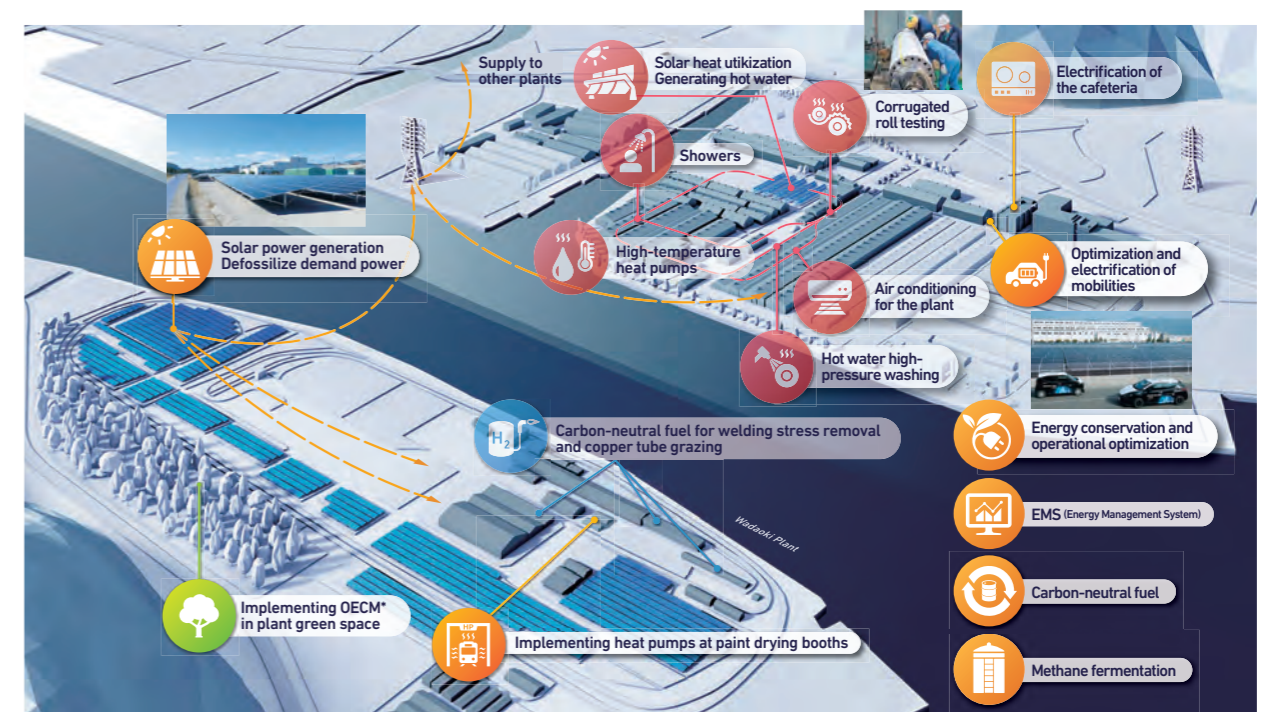 Supply to
other plants
Solar heat utikization
Generating hot water
Corrugated
roll testing
Electrification of
the cafeteria
Showers
Solar power generation
Defossilize demand power
High-temperature
heat pumps
Air conditioning
for the plant
Optimization and
electrification of
mobilities
Hot water high-
pressure washing
H2
Carbon-neutral fuel for welding stress removal
and copper tube grazing
Energy conservation and
operational optimization
EMS (Energy Management System)
Wadaoki Plant
Carbon-neutral fuel
Implementing OECM*
in plant green space
HP
Implementing heat pumps at paint drying booths
Methane fermentation